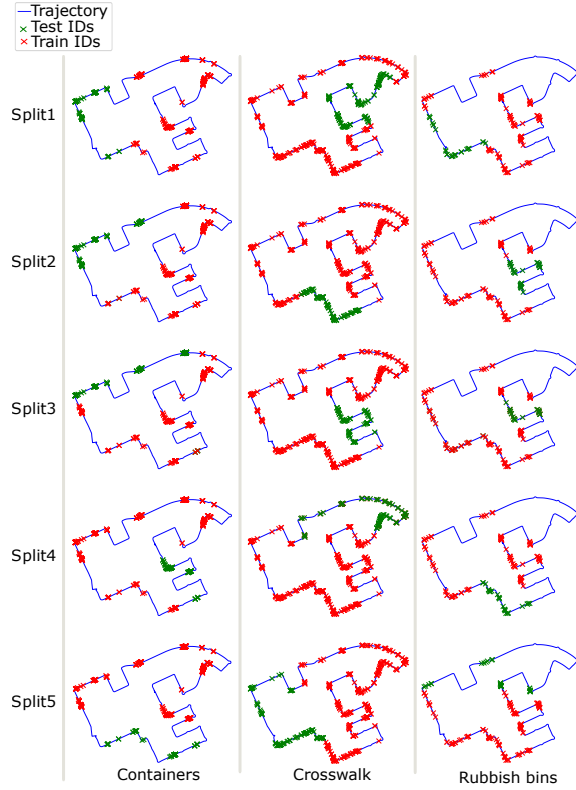 Trajectory
Test IDs
Train IDs
Split1
Split2
Split3
Split4
Split5
Containers
Crosswalk
Rubbish bins